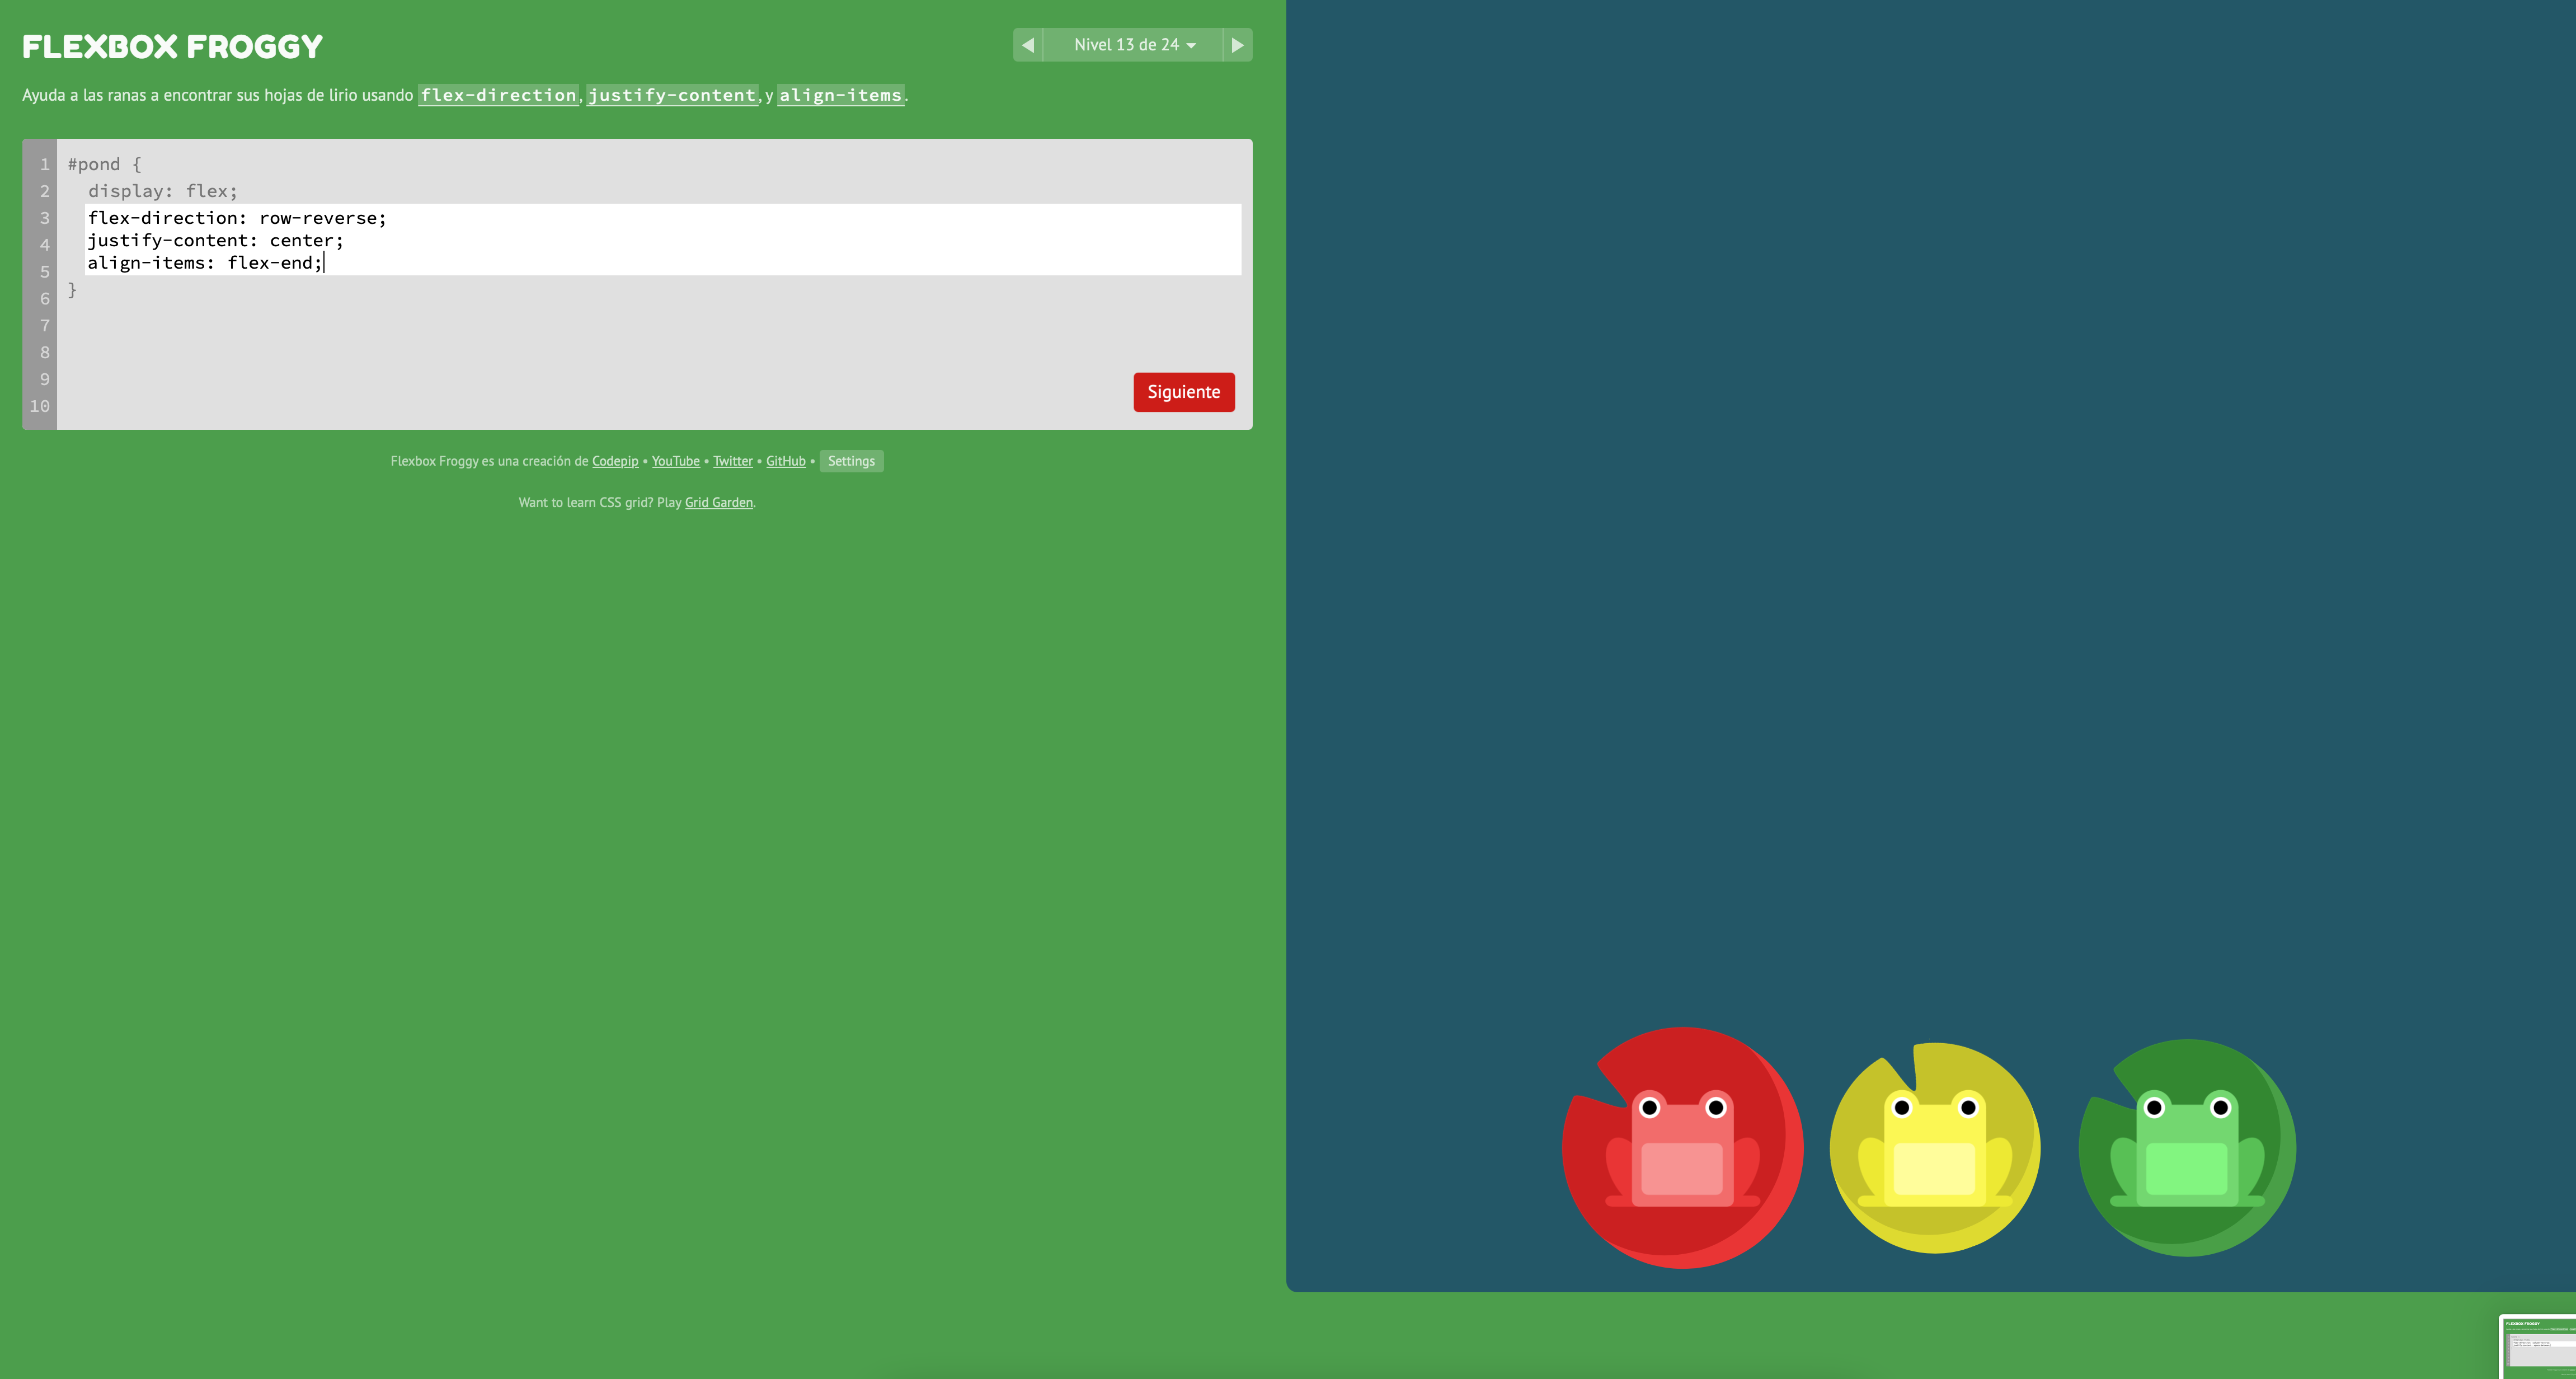 FLEXBOX FROGGY
Nivel 13 de 24
Ayuda a las ranas a encontrar sus hojas de lirio usando flex-direction, justify-content, y align-items.
1 #pond {
2 display: flex;
3 flex-direction: row-reverse;
4 justify-content: center;
5 align-items: flex-end;
6 }
7
8
9
10
Siguiente
Flexbox Froggy es una creación de Codepip • YouTube • Twitter • GitHub • Settings
Want to learn CSS grid? Play Grid Garden.
FLEXBOX FROGGY